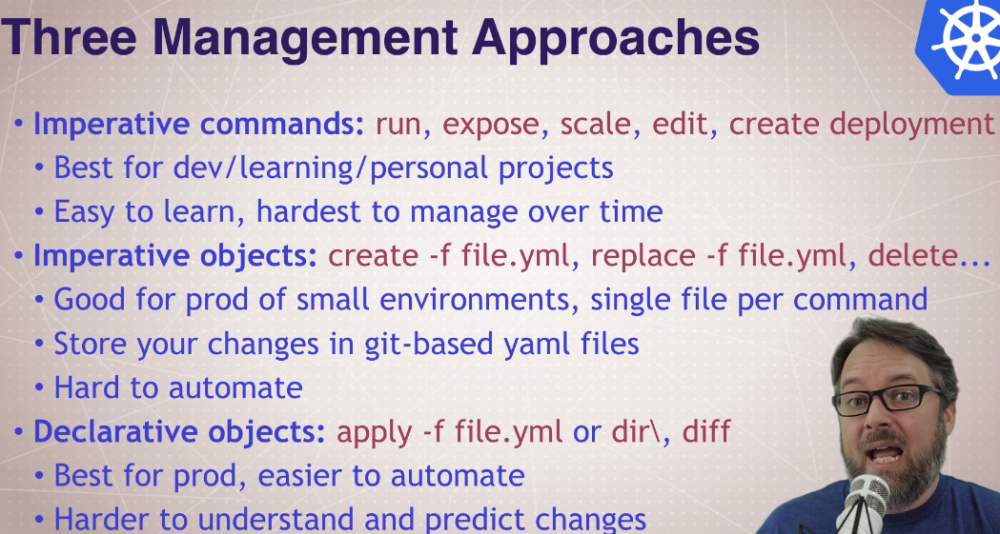 Three Management Approaches
• Imperative commands: run, expose, scale, edit, create deployment
• Best for dev/learning/personal projects
• Easy to learn, hardest to manage over time
• Imperative objects: create -f file.yml, replace -f file.yml, delete...
• Good for prod of small environments, single file per command
• Store your changes in git-based yaml files
• Hard to automate
• Declarative objects: apply -f file.yml or dir\, diff
• Best for prod, easier to automate
• Harder to understand and predict changes